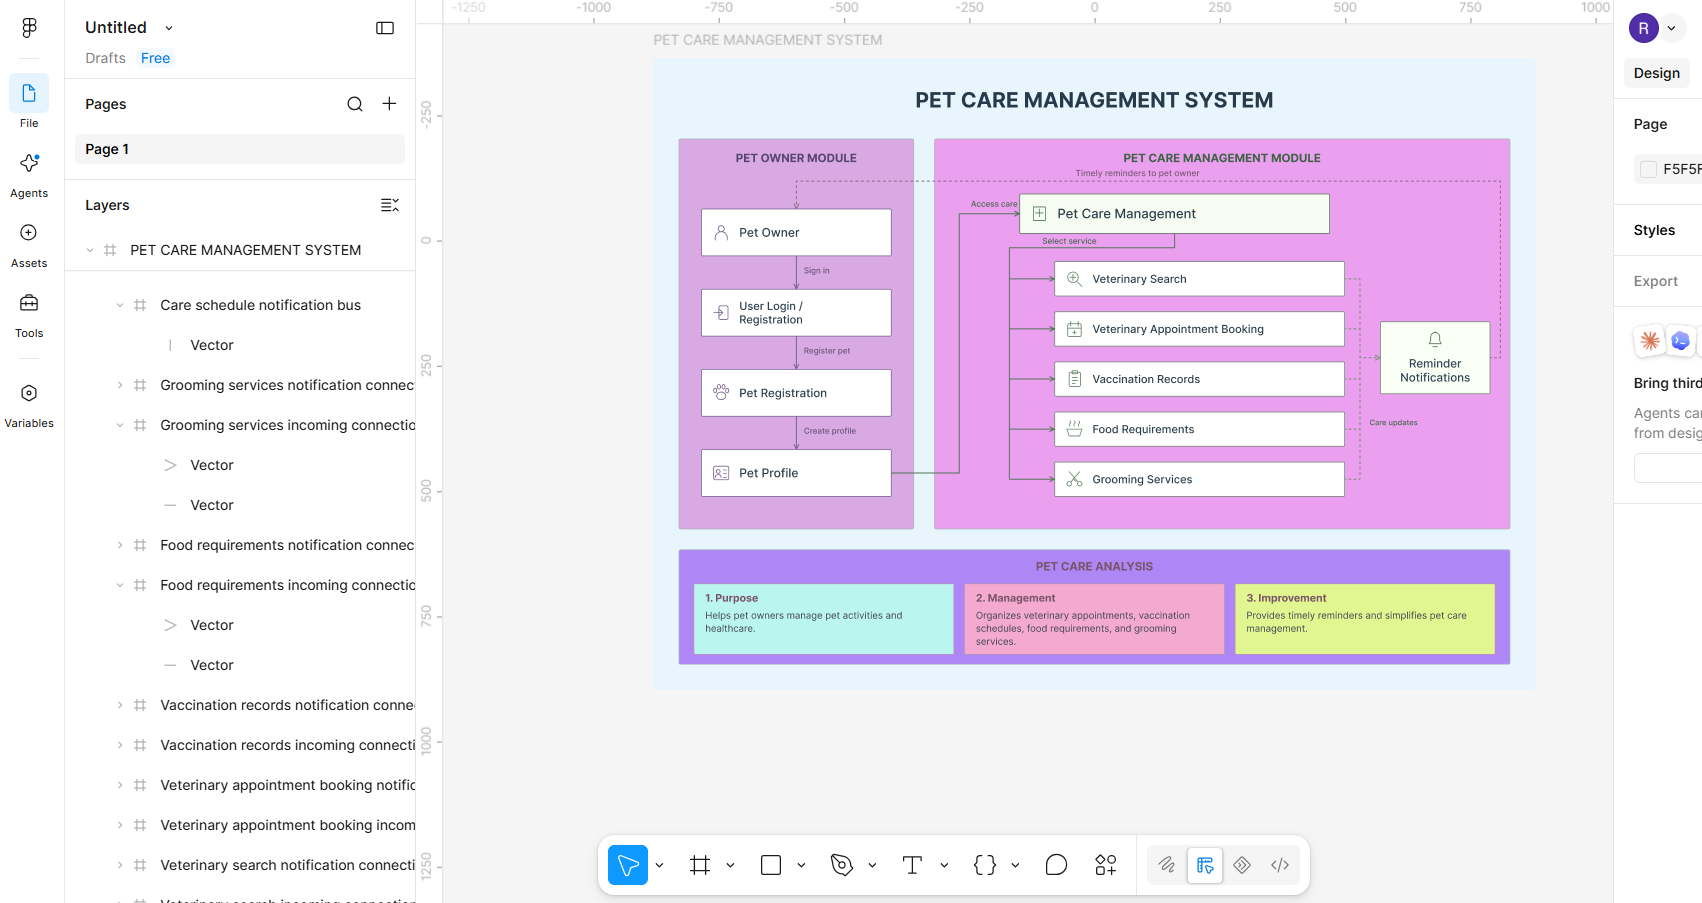 -1250 -1000 -750 -500 -250 0 250 500 750 1000
Untitled
Drafts Free
Pages
Page 1
Layers
PET CARE MANAGEMENT SYSTEM
Care schedule notification bus
Vector
Grooming services notification connec
Grooming services incoming connectio
Vector
Vector
Food requirements notification connec
Food requirements incoming connectio
Vector
Vector
Vaccination records notification conne
Vaccination records incoming connecti
Veterinary appointment booking notific
Veterinary appointment booking incom
Veterinary search notification connecti
File
Agents
Assets
Tools
Variables
-250
0
250
500
750
1000
1250
PET CARE MANAGEMENT SYSTEM
PET CARE MANAGEMENT SYSTEM
PET OWNER MODULE
Pet Owner
Sign in
User Login /
Registration
Register pet
Pet Registration
Create profile
Pet Profile
PET CARE MANAGEMENT MODULE
Timely reminders to pet owner
Access care
Pet Care Management
Select service
Veterinary Search
Veterinary Appointment Booking
Vaccination Records
Food Requirements
Grooming Services
Reminder
Notifications
Care updates
PET CARE ANALYSIS
1. Purpose
Helps pet owners manage pet activities and
healthcare.
2. Management
Organizes veterinary appointments, vaccination
schedules, food requirements, and grooming
services.
3. Improvement
Provides timely reminders and simplifies pet care
management.
R
Design
Page
F5F5F
Styles
Export
Bring third
Agents car
from desig